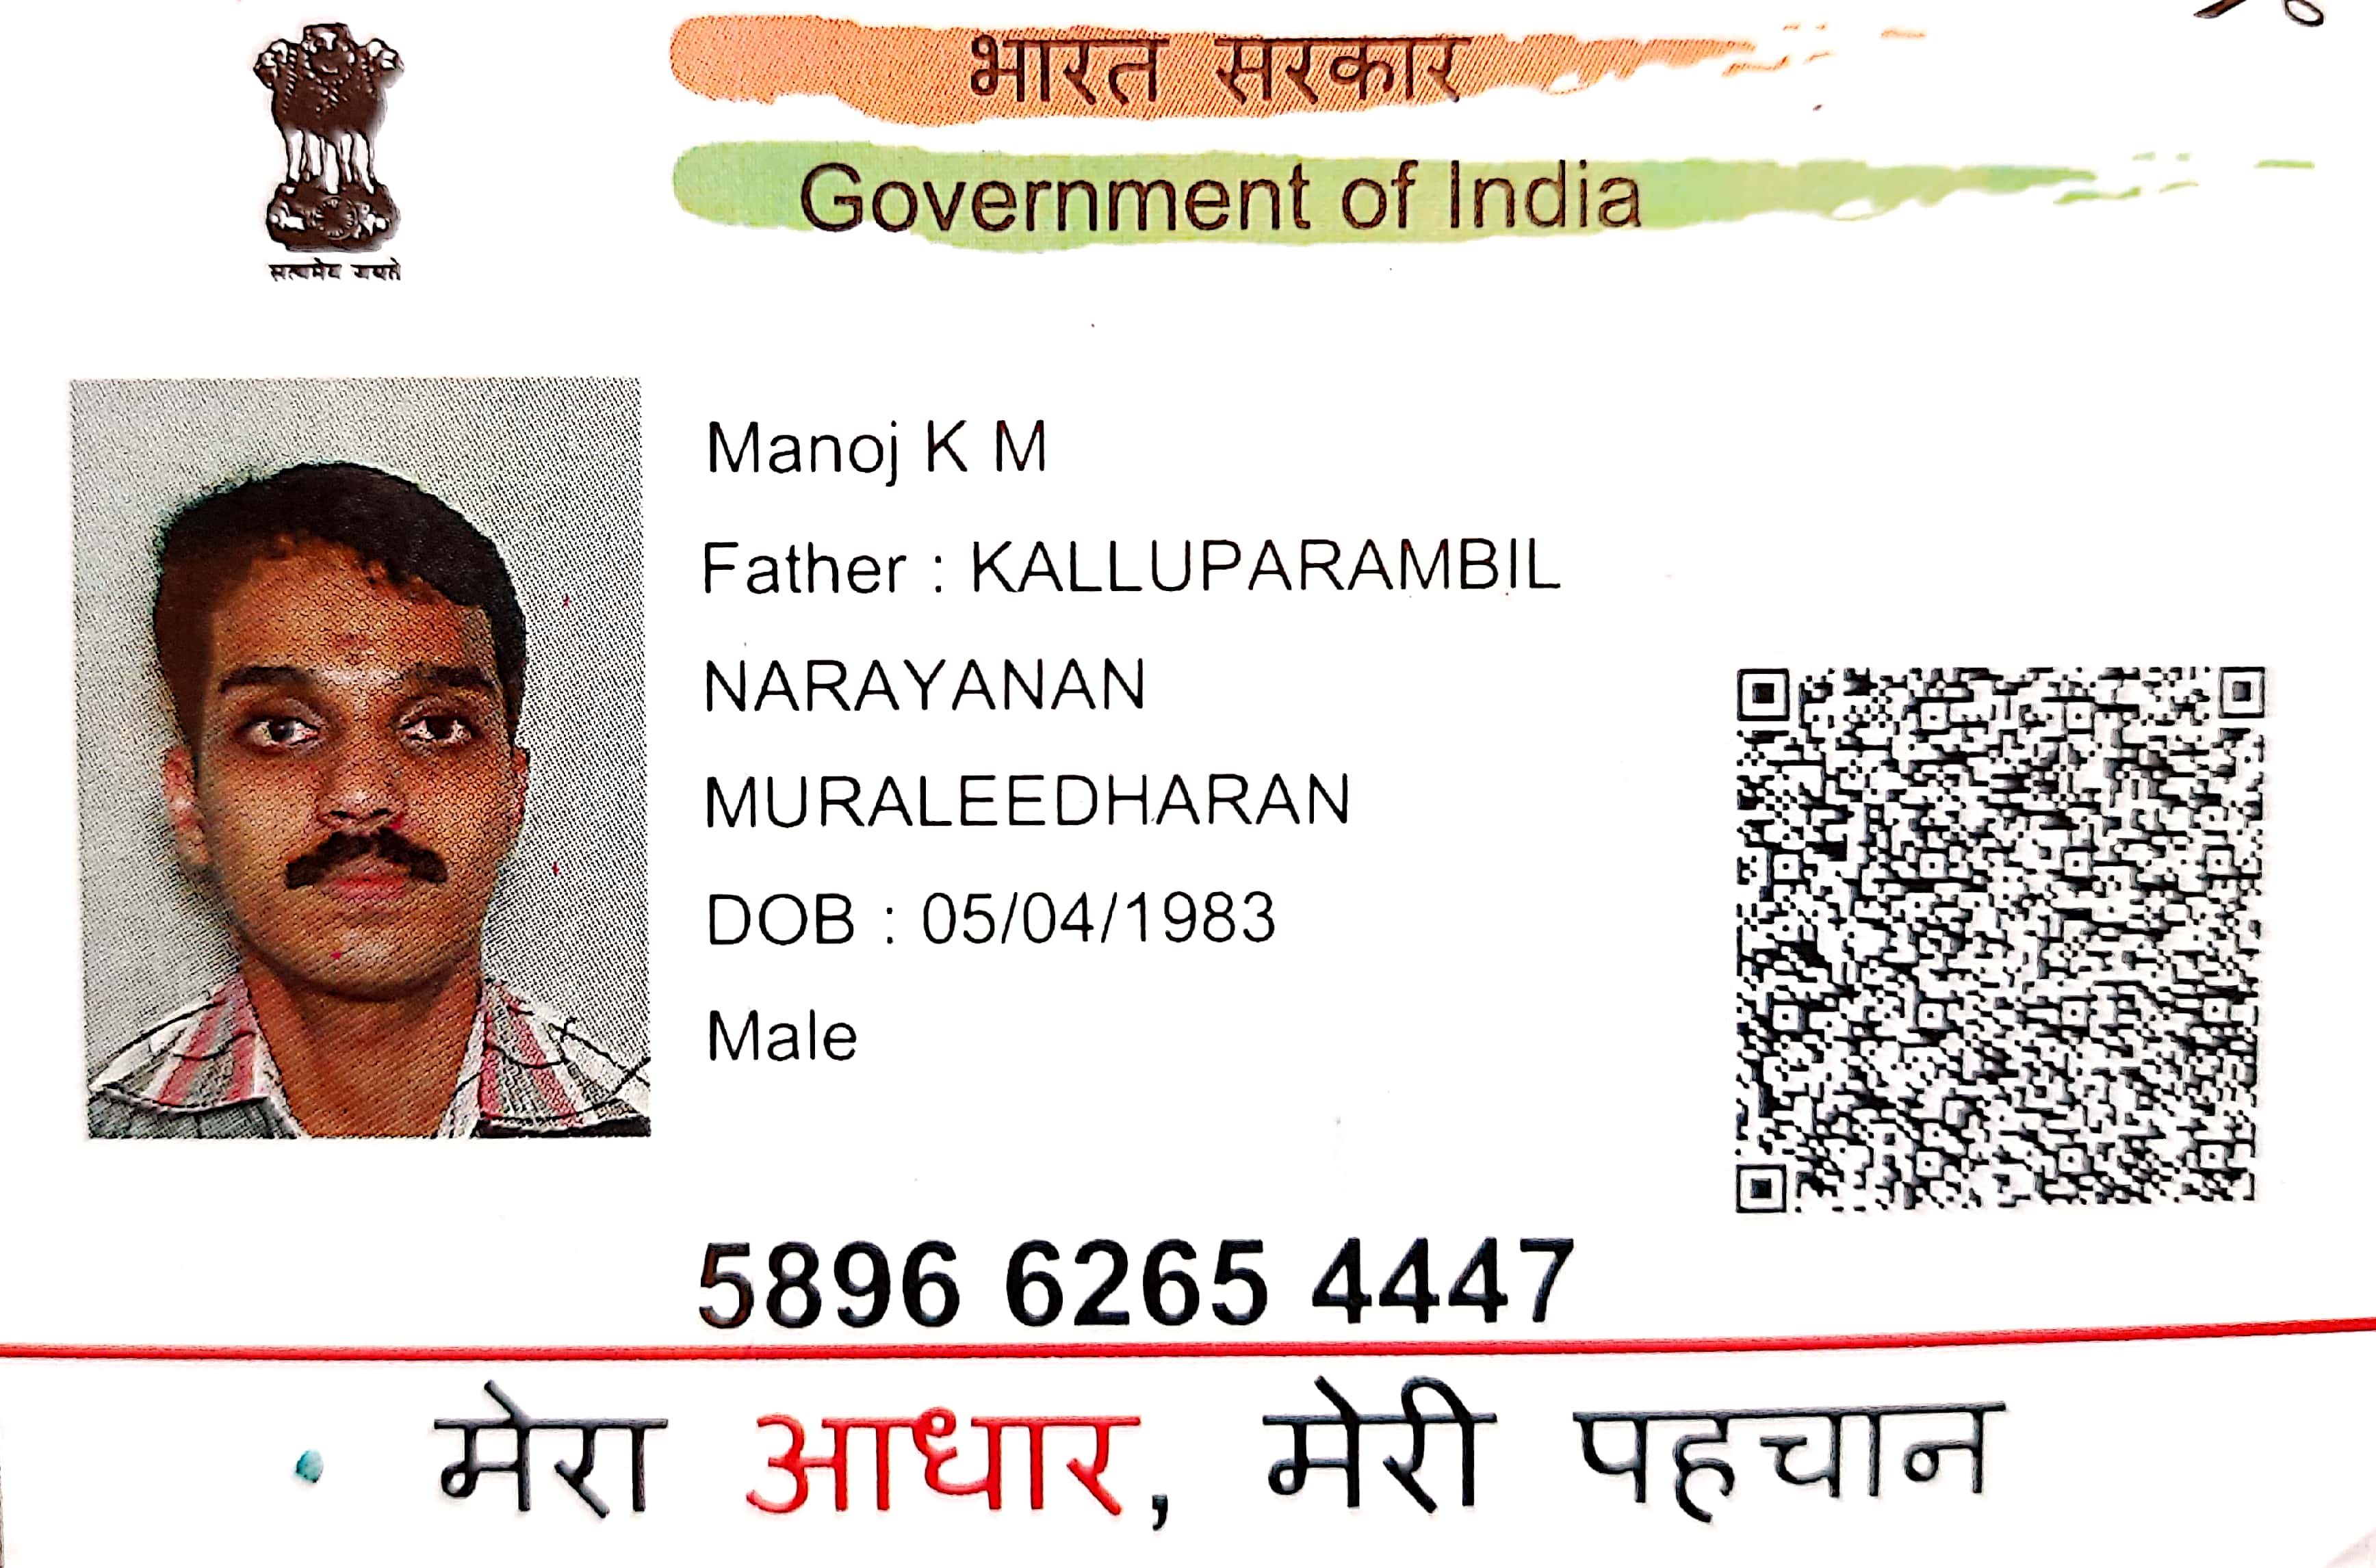 भारत सरकार
Government of India
सत्यमेव जयते
Manoj K M
Father : KALLUPARAMBIL
NARAYANAN
MURALEEDHARAN
DOB : 05/04/1983
Male
5896 6265 4447
मेरा आधार, मेरी पहचान